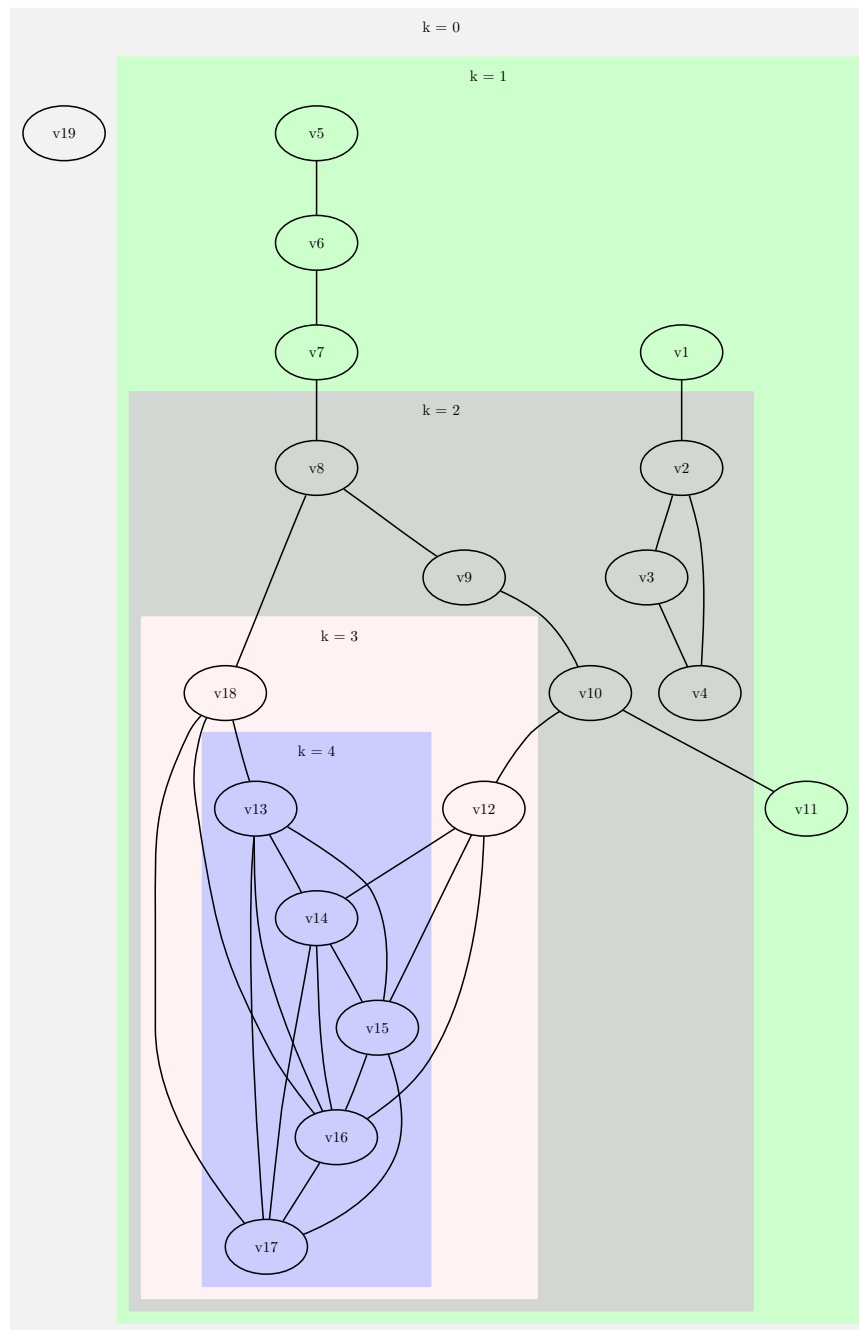 k = 0
k = 1
v19
v5
v6
v7
v1
k = 2
v8
v2
v9
v3
k = 3
v18
v10
v4
k = 4
v13
v12
v11
v14
v15
v16
v17